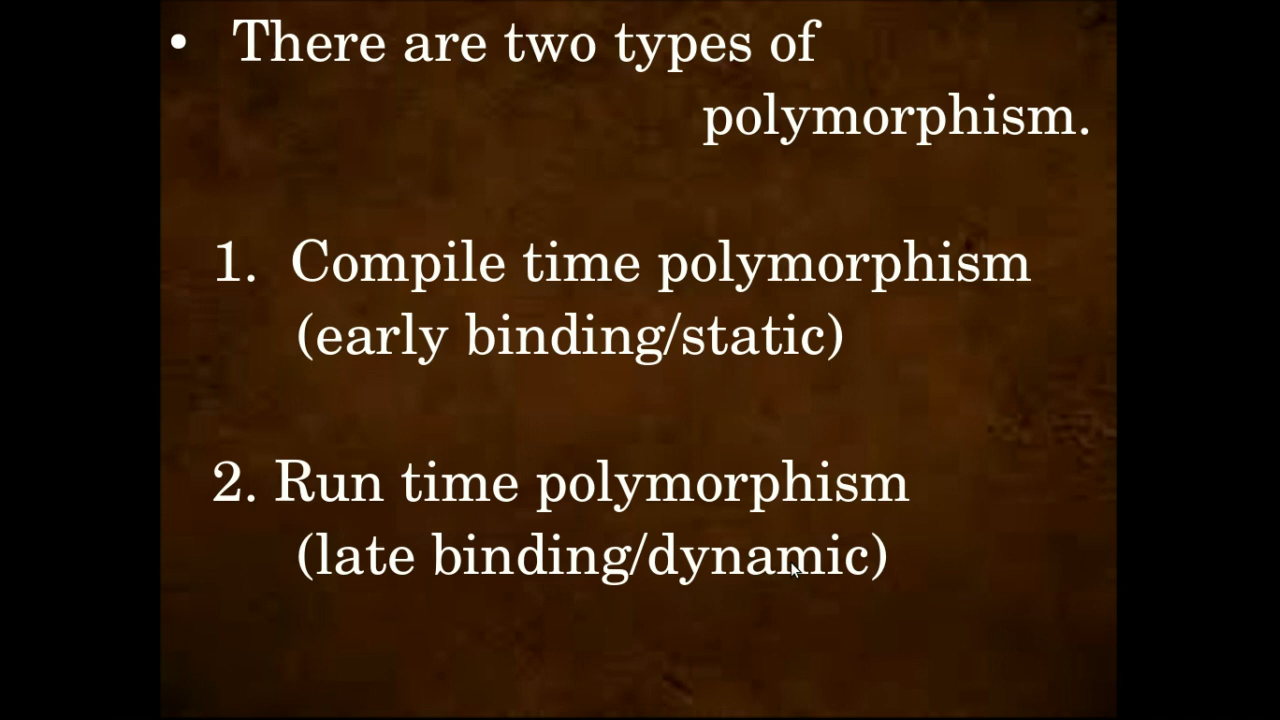 • There are two types of
polymorphism.
1. Compile time polymorphism
(early binding/static)
2. Run time polymorphism
(late binding/dynamic)